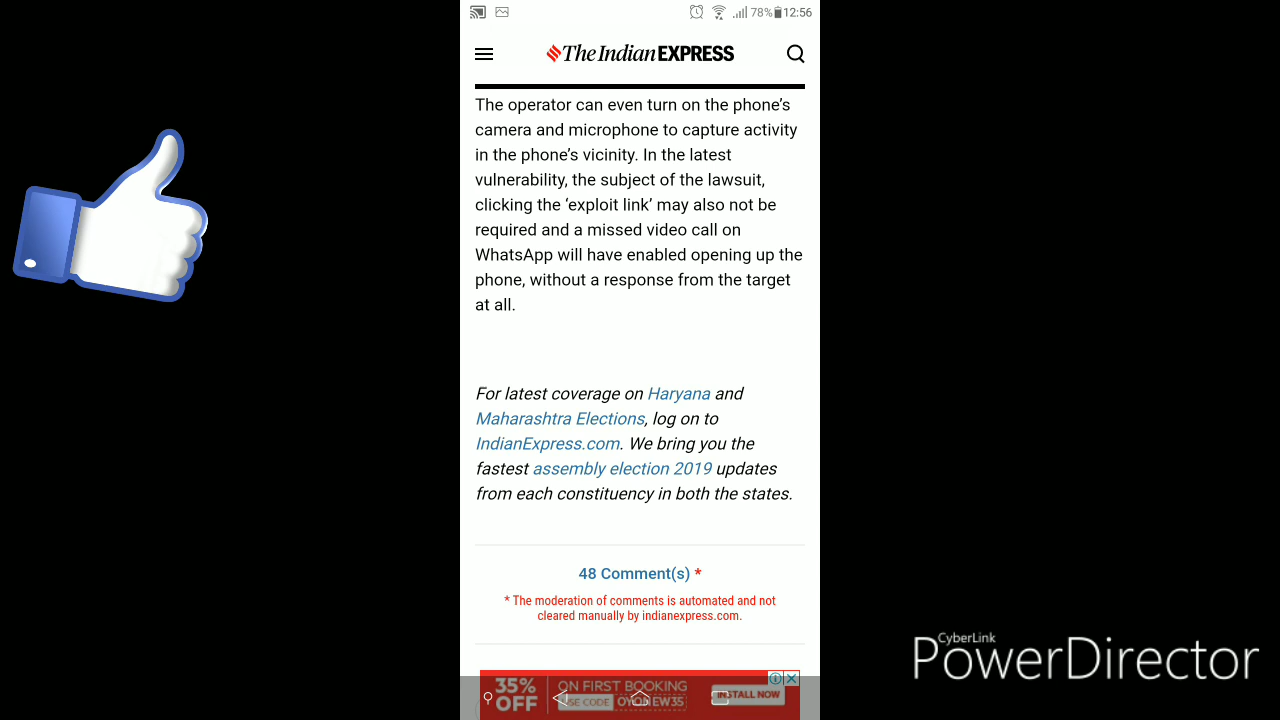 78% 12:56
The Indian EXPRESS
The operator can even turn on the phone's
camera and microphone to capture activity
in the phone's vicinity. In the latest
vulnerability, the subject of the lawsuit,
clicking the ‘exploit link’ may also not be
required and a missed video call on
WhatsApp will have enabled opening up the
phone, without a response from the target
at all.
For latest coverage on Haryana and
Maharashtra Elections, log on to
IndianExpress.com. We bring you the
fastest assembly election 2019 updates
from each constituency in both the states.
48 Comment(s) *
* The moderation of comments is automated and not
cleared manually by indianexpress.com.
35% OFF
ON FIRST BOOKING
USE CODE
INSTALL NOW
CyberLink
PowerDirector